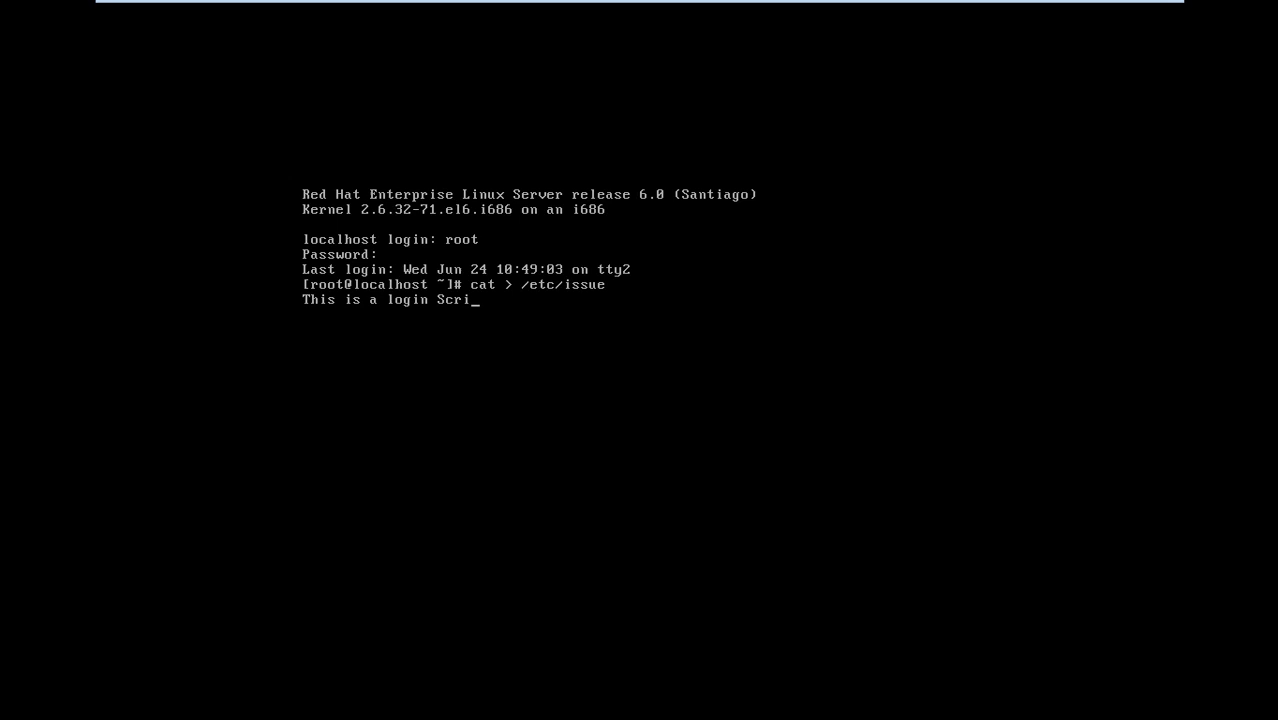 Red Hat Enterprise Linux Server release 6.0 (Santiago)
Kernel 2.6.32-71.el6.i686 on an i686
localhost login: root
Password:
Last login: Wed Jun 24 10:49:03 on tty2
[root@localhost ~]# cat > /etc/issue
This is a login Scri_